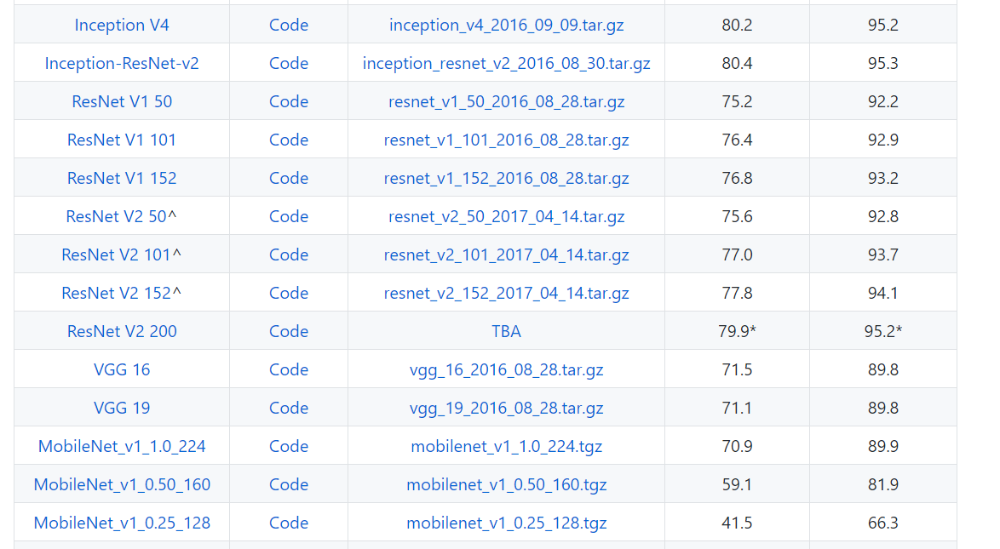 Inception V4 Code inception_v4_2016_09_09.tar.gz 80.2 95.2
Inception-ResNet-v2 Code inception_resnet_v2_2016_08_30.tar.gz 80.4 95.3
ResNet V1 50 Code resnet_v1_50_2016_08_28.tar.gz 75.2 92.2
ResNet V1 101 Code resnet_v1_101_2016_08_28.tar.gz 76.4 92.9
ResNet V1 152 Code resnet_v1_152_2016_08_28.tar.gz 76.8 93.2
ResNet V2 50^ Code resnet_v2_50_2017_04_14.tar.gz 75.6 92.8
ResNet V2 101^ Code resnet_v2_101_2017_04_14.tar.gz 77.0 93.7
ResNet V2 152^ Code resnet_v2_152_2017_04_14.tar.gz 77.8 94.1
ResNet V2 200 Code TBA 79.9* 95.2*
VGG 16 Code vgg_16_2016_08_28.tar.gz 71.5 89.8
VGG 19 Code vgg_19_2016_08_28.tar.gz 71.1 89.8
MobileNet_v1_1.0_224 Code mobilenet_v1_1.0_224.tgz 70.9 89.9
MobileNet_v1_0.50_160 Code mobilenet_v1_0.50_160.tgz 59.1 81.9
MobileNet_v1_0.25_128 Code mobilenet_v1_0.25_128.tgz 41.5 66.3